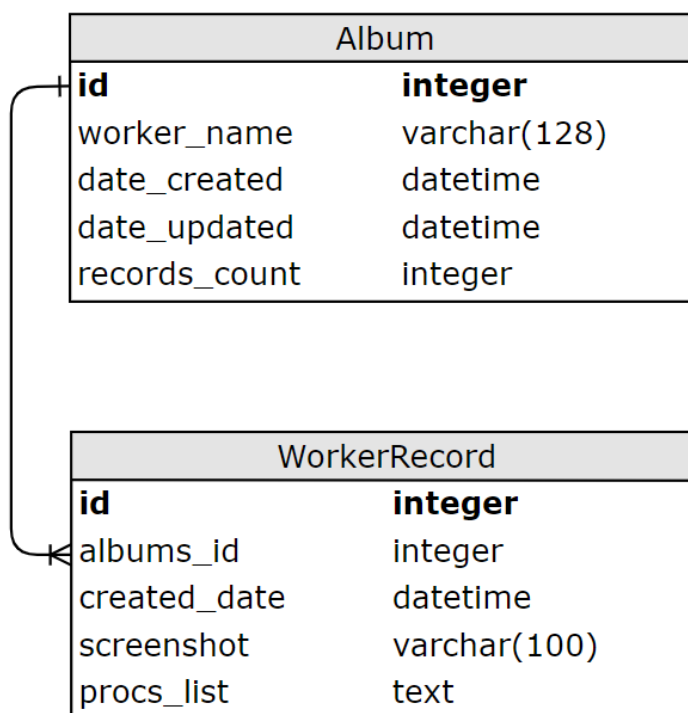 Album
id integer
worker_name varchar(128)
date_created datetime
date_updated datetime
records_count integer
WorkerRecord
id integer
albums_id integer
created_date datetime
screenshot varchar(100)
procs_list text